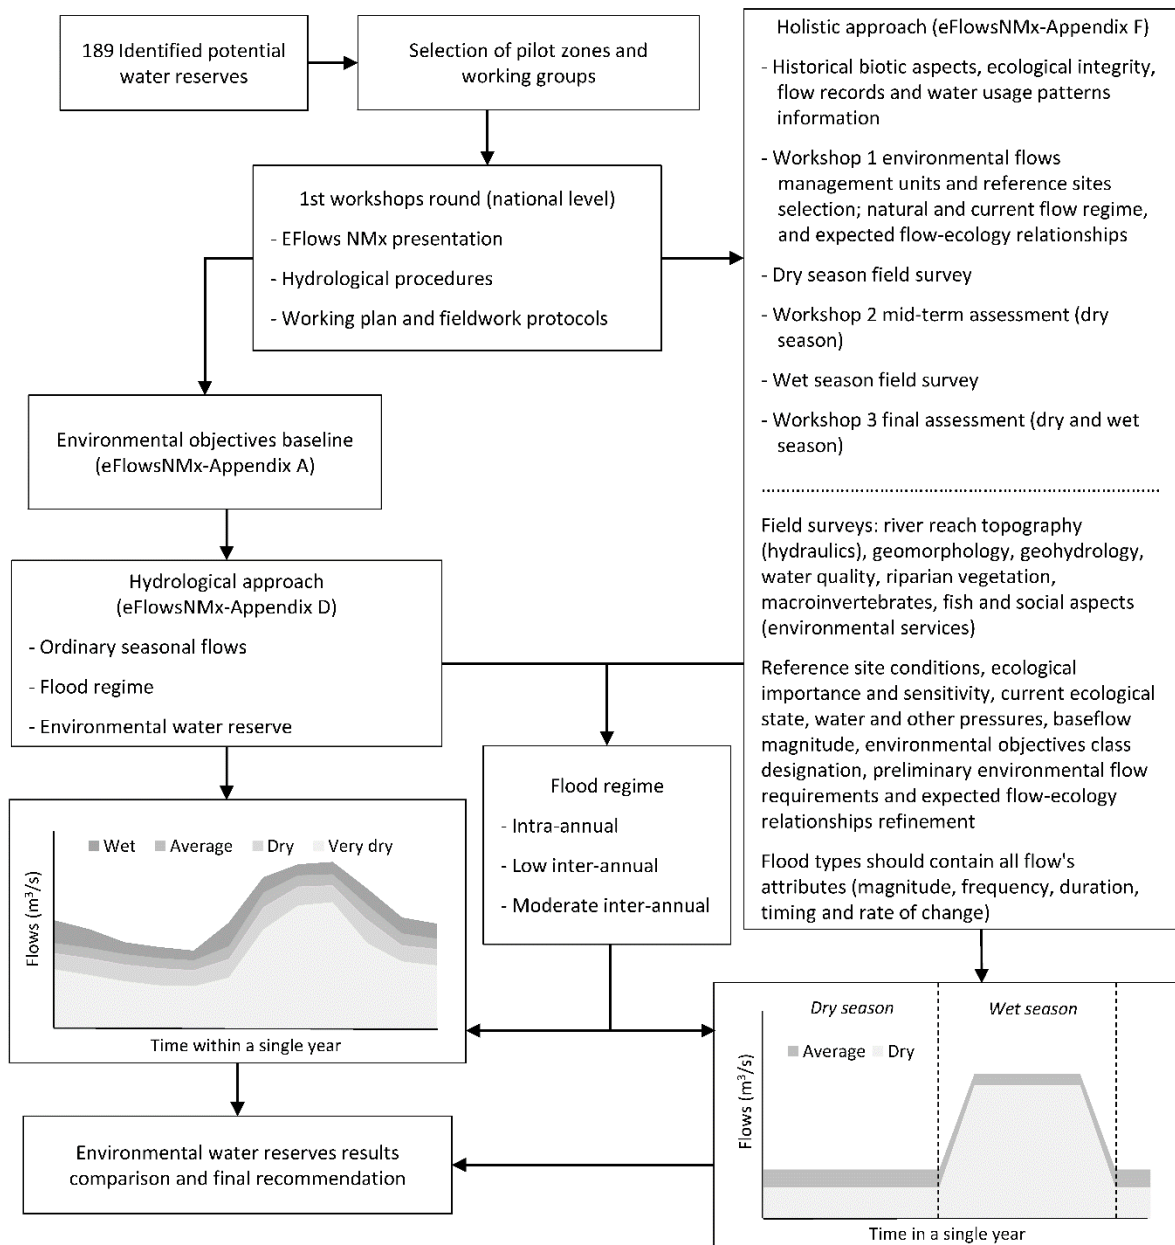 189 Identified potential
water reserves
Selection of pilot zones and
working groups
1st workshops round (national level)
- EFlows NMx presentation
- Hydrological procedures
- Working plan and fieldwork protocols
Environmental objectives baseline
(eFlowsNMx-Appendix A)
Hydrological approach
(eFlowsNMx-Appendix D)
- Ordinary seasonal flows
- Flood regime
- Environmental water reserve
Holistic approach (eFlowsNMx-Appendix F)
- Historical biotic aspects, ecological integrity,
flow records and water usage patterns
information
- Workshop 1 environmental flows
management units and reference sites
selection; natural and current flow regime,
and expected flow-ecology relationships
- Dry season field survey
- Workshop 2 mid-term assessment (dry
season)
- Wet season field survey
- Workshop 3 final assessment (dry and wet
season)
Field surveys: river reach topography
(hydraulics), geomorphology, geohydrology,
water quality, riparian vegetation,
macroinvertebrates, fish and social aspects
(environmental services)
Reference site conditions, ecological
importance and sensitivity, current ecological
state, water and other pressures, baseflow
magnitude, environmental objectives class
designation, preliminary environmental flow
requirements and expected flow-ecology
relationships refinement
Flood types should contain all flow's
attributes (magnitude, frequency, duration,
timing and rate of change)
Flood regime
- Intra-annual
- Low inter-annual
- Moderate inter-annual
Wet Average Dry Very dry
Flows (m³/s)
Time within a single year
Dry season Wet season
Average Dry
Flows (m³/s)
Time in a single year
Environmental water reserves results
comparison and final recommendation